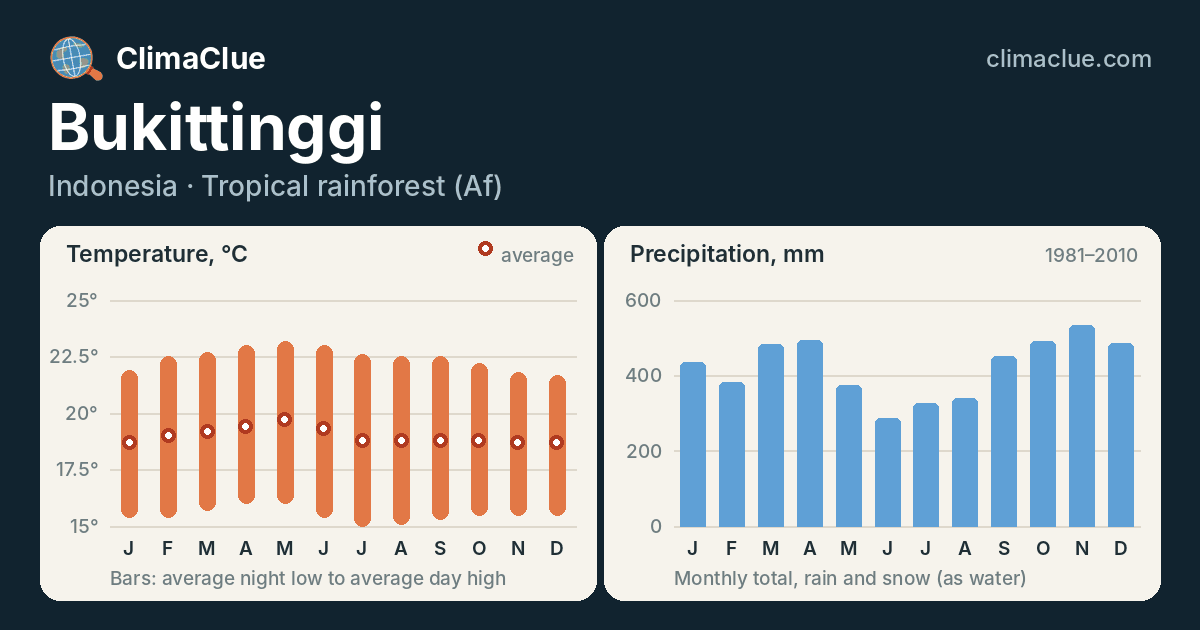 ClimaClue
climaclue.com
Bukittinggi
Indonesia · Tropical rainforest (Af)
Temperature, °C
average
25°
22.5°
20°
17.5°
15°
J F M A M J J A S O N D
Bars: average night low to average day high
Precipitation, mm
1981–2010
600
400
200
0
J F M A M J J A S O N D
Monthly total, rain and snow (as water)